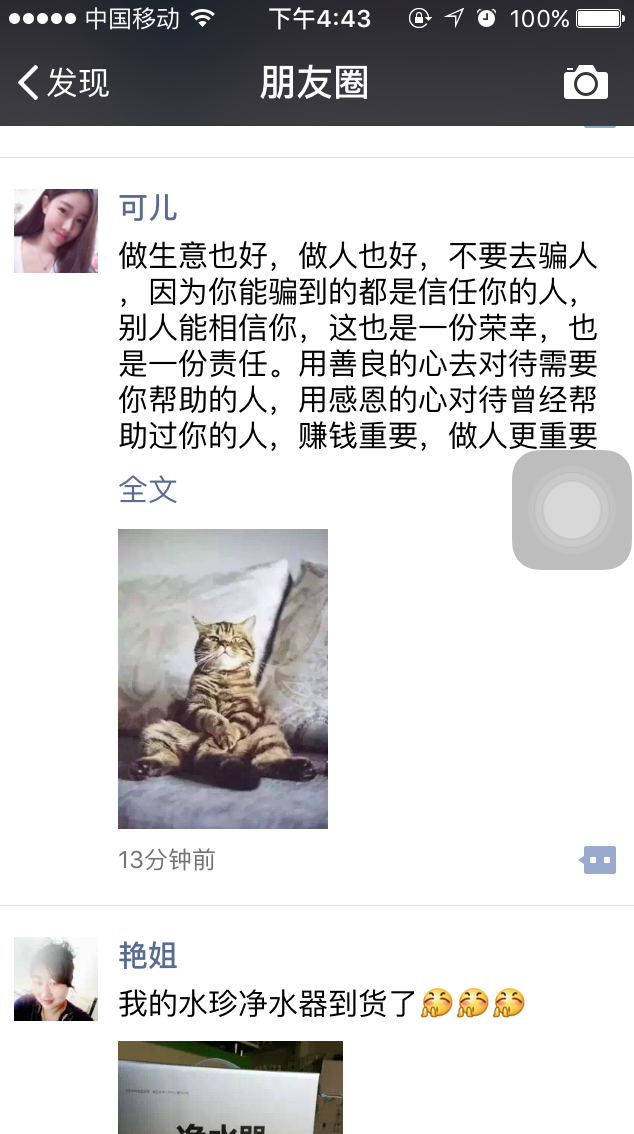 中国移动 下午4:43 100%
发现 朋友圈
可儿
做生意也好，做人也好，不要去骗人
，因为你能骗到的都是信任你的人，
别人能相信你，这也是一份荣幸，也
是一份责任。用善良的心去对待需要
你帮助的人，用感恩的心对待曾经帮
助过你的人，赚钱重要，做人更重要
全文
13分钟前
艳姐
我的水珍净水器到货了🤭🤭🤭
净水器